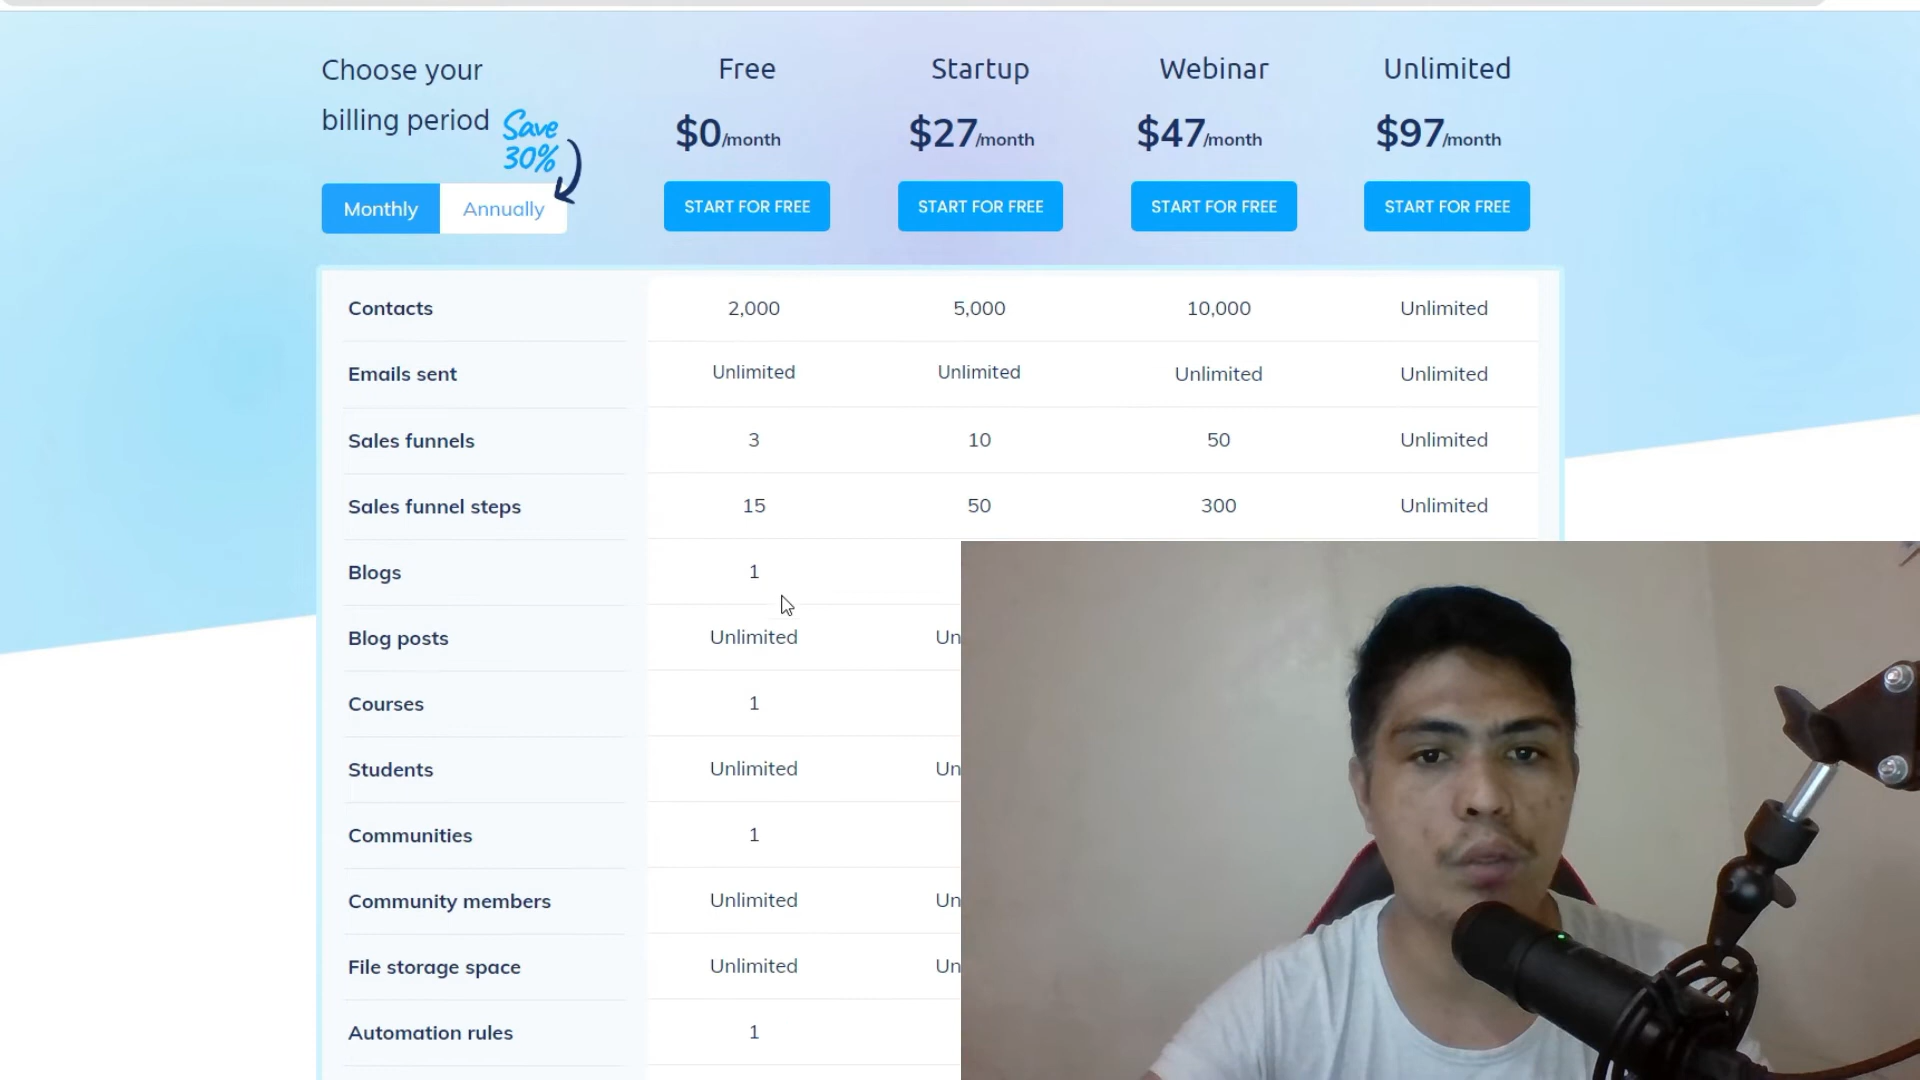 Choose your
billing period
Save
30%
Monthly
Annually
Free
$0/month
START FOR FREE
Startup
$27/month
START FOR FREE
Webinar
$47/month
START FOR FREE
Unlimited
$97/month
START FOR FREE
Contacts 2,000 5,000 10,000 Unlimited
Emails sent Unlimited Unlimited Unlimited Unlimited
Sales funnels 3 10 50 Unlimited
Sales funnel steps 15 50 300 Unlimited
Blogs 1
Blog posts Unlimited Un
Courses 1
Students Unlimited Un
Communities 1
Community members Unlimited Un
File storage space Unlimited Un
Automation rules 1